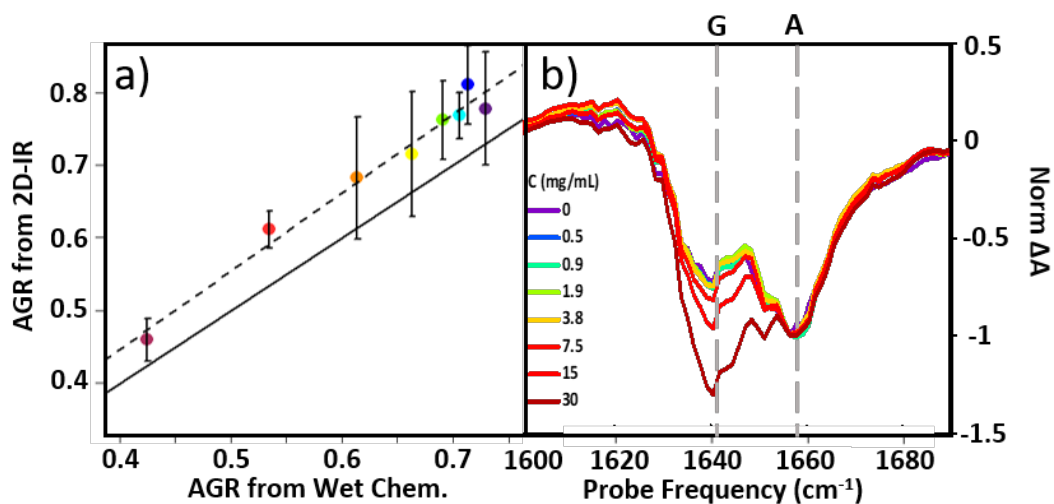 G A
a)
b)
0.8
0.7
0.6
0.5
0.4
AGR from 2D-IR
0.4 0.5 0.6 0.7
AGR from Wet Chem.
C (mg/mL)
0
0.5
0.9
1.9
3.8
7.5
15
30
0.5
0
-0.5
-1
-1.5
Norm ΔA
1600 1620 1640 1660 1680
Probe Frequency (cm⁻¹)